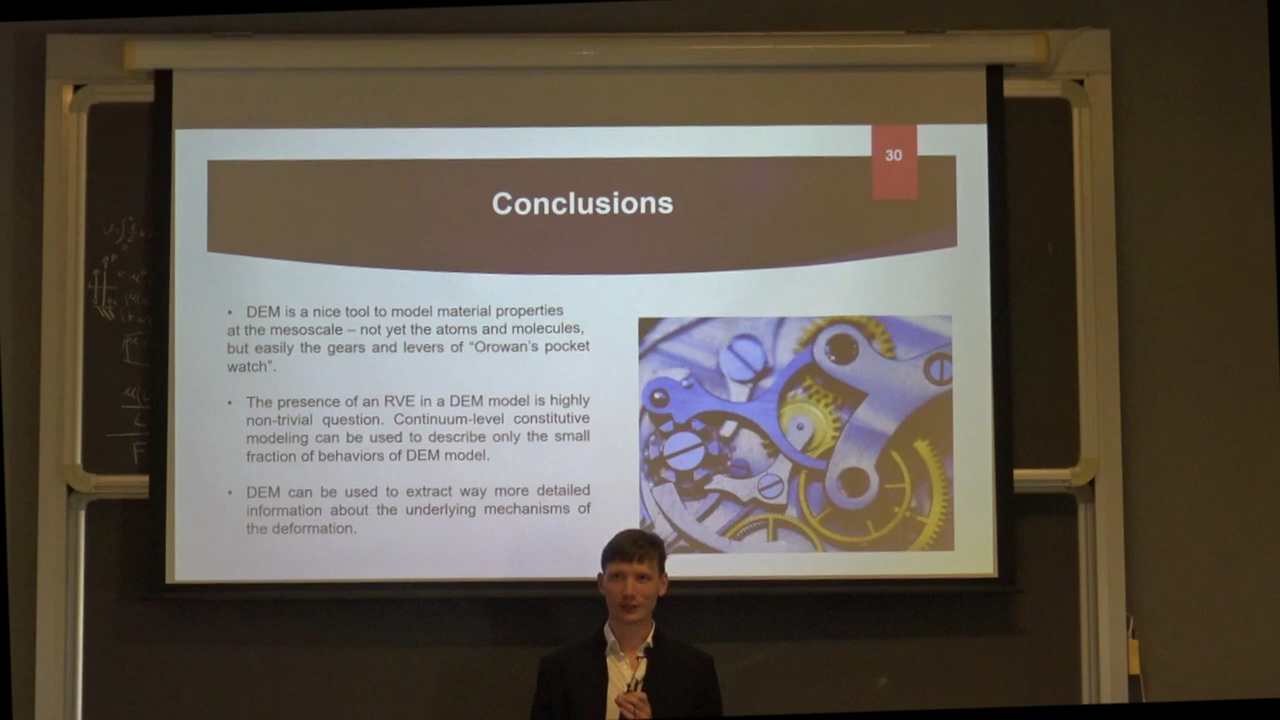 30
Conclusions
• DEM is a nice tool to model material properties
at the mesoscale – not yet the atoms and molecules,
but easily the gears and levers of “Orowan’s pocket
watch”.
• The presence of an RVE in a DEM model is highly
non-trivial question. Continuum-level constitutive
modeling can be used to describe only the small
fraction of behaviors of DEM model.
• DEM can be used to extract way more detailed
information about the underlying mechanisms of
the deformation.